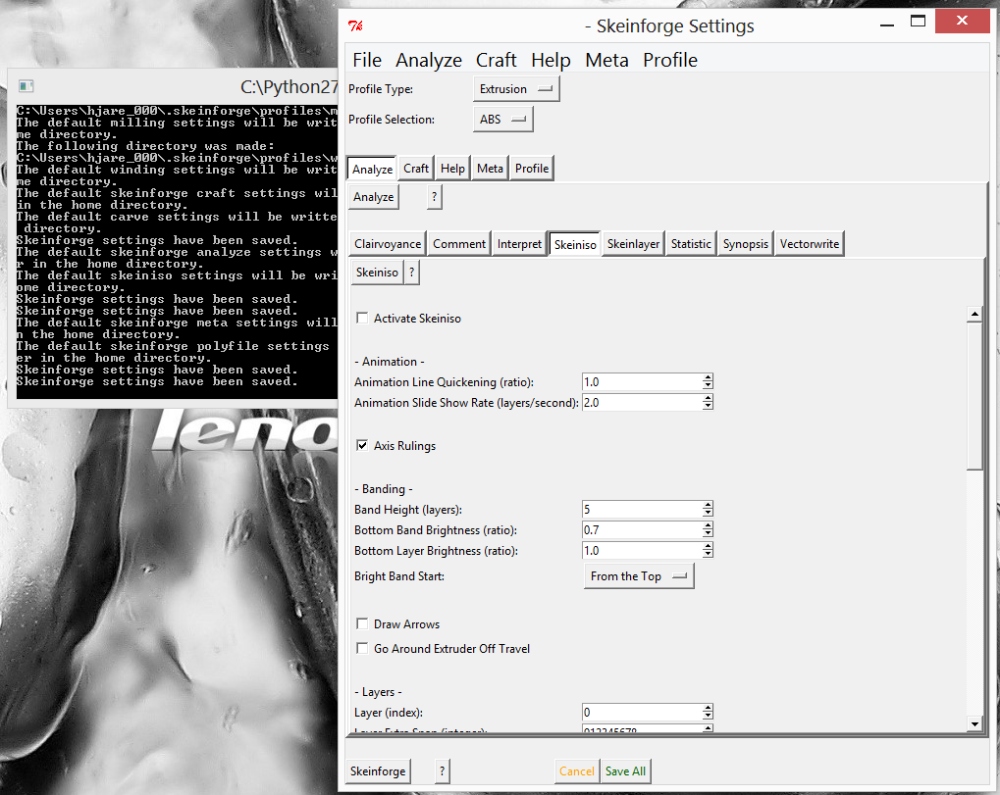 - Skeinforge Settings
File Analyze Craft Help Meta Profile
Profile Type: Extrusion
Profile Selection: ABS
Analyze Craft Help Meta Profile
Analyze ?
Clairvoyance Comment Interpret Skeiniso Skeinlayer Statistic Synopsis Vectorwrite
Skeiniso ?
Activate Skeiniso
- Animation -
Animation Line Quickening (ratio): 1.0
Animation Slide Show Rate (layers/second): 2.0
Axis Rulings
- Banding -
Band Height (layers): 5
Bottom Band Brightness (ratio): 0.7
Bottom Layer Brightness (ratio): 1.0
Bright Band Start: From the Top
Draw Arrows
Go Around Extruder Off Travel
- Layers -
Layer (index): 0
Layer Extra Span (integer): 912345678
Skeinforge ? Cancel Save All
C:\Python27
C:\Users\hjare_000\.skeinforge\profiles\m
The default milling settings will be writ
me directory.
The following directory was made:
C:\Users\hjare_000\.skeinforge\profiles\w
The default winding settings will be writ
me directory.
The default skeinforge craft settings wil
in the home directory.
The default carve settings will be written
directory.
Skeinforge settings have been saved.
The default skeinforge analyze settings w
r in the home directory.
The default skeiniso settings will be wri
ome directory.
Skeinforge settings have been saved.
Skeinforge settings have been saved.
The default skeinforge meta settings will
n the home directory.
The default skeinforge polyfile settings
er in the home directory.
Skeinforge settings have been saved.
Skeinforge settings have been saved.
leno